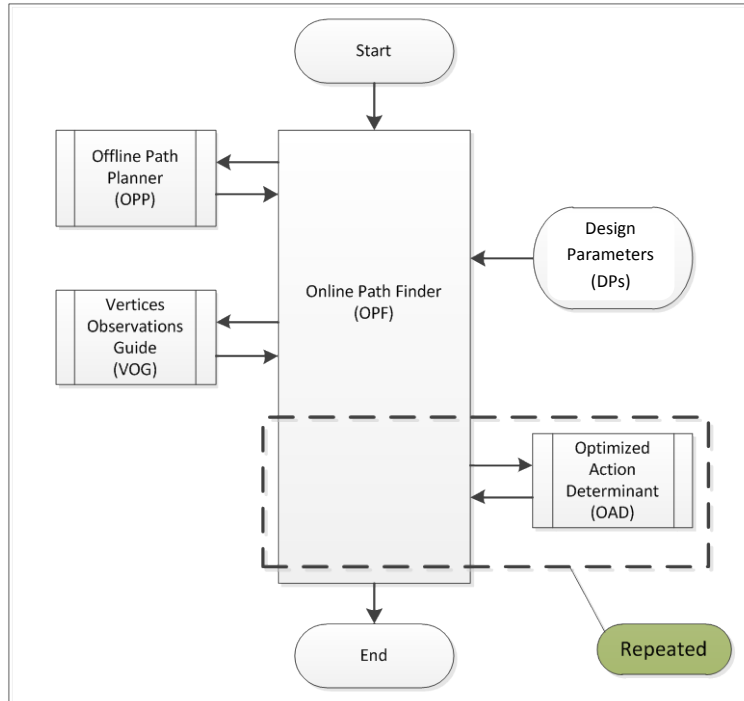 Start
Offline Path
Planner
(OPP)
Design
Parameters
(DPs)
Online Path Finder
(OPF)
Vertices
Observations
Guide
(VOG)
Optimized
Action
Determinant
(OAD)
End
Repeated